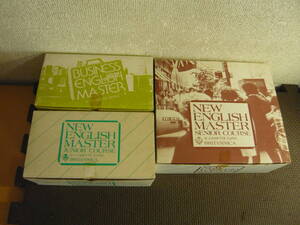 BUSINESS
ENGLISH
MASTER
NEW
ENGLISH
MASTER
JUNIOR COURSE
BRITANNICA
NEW
ENGLISH
MASTER
SENIOR COURSE
BRITANNICA